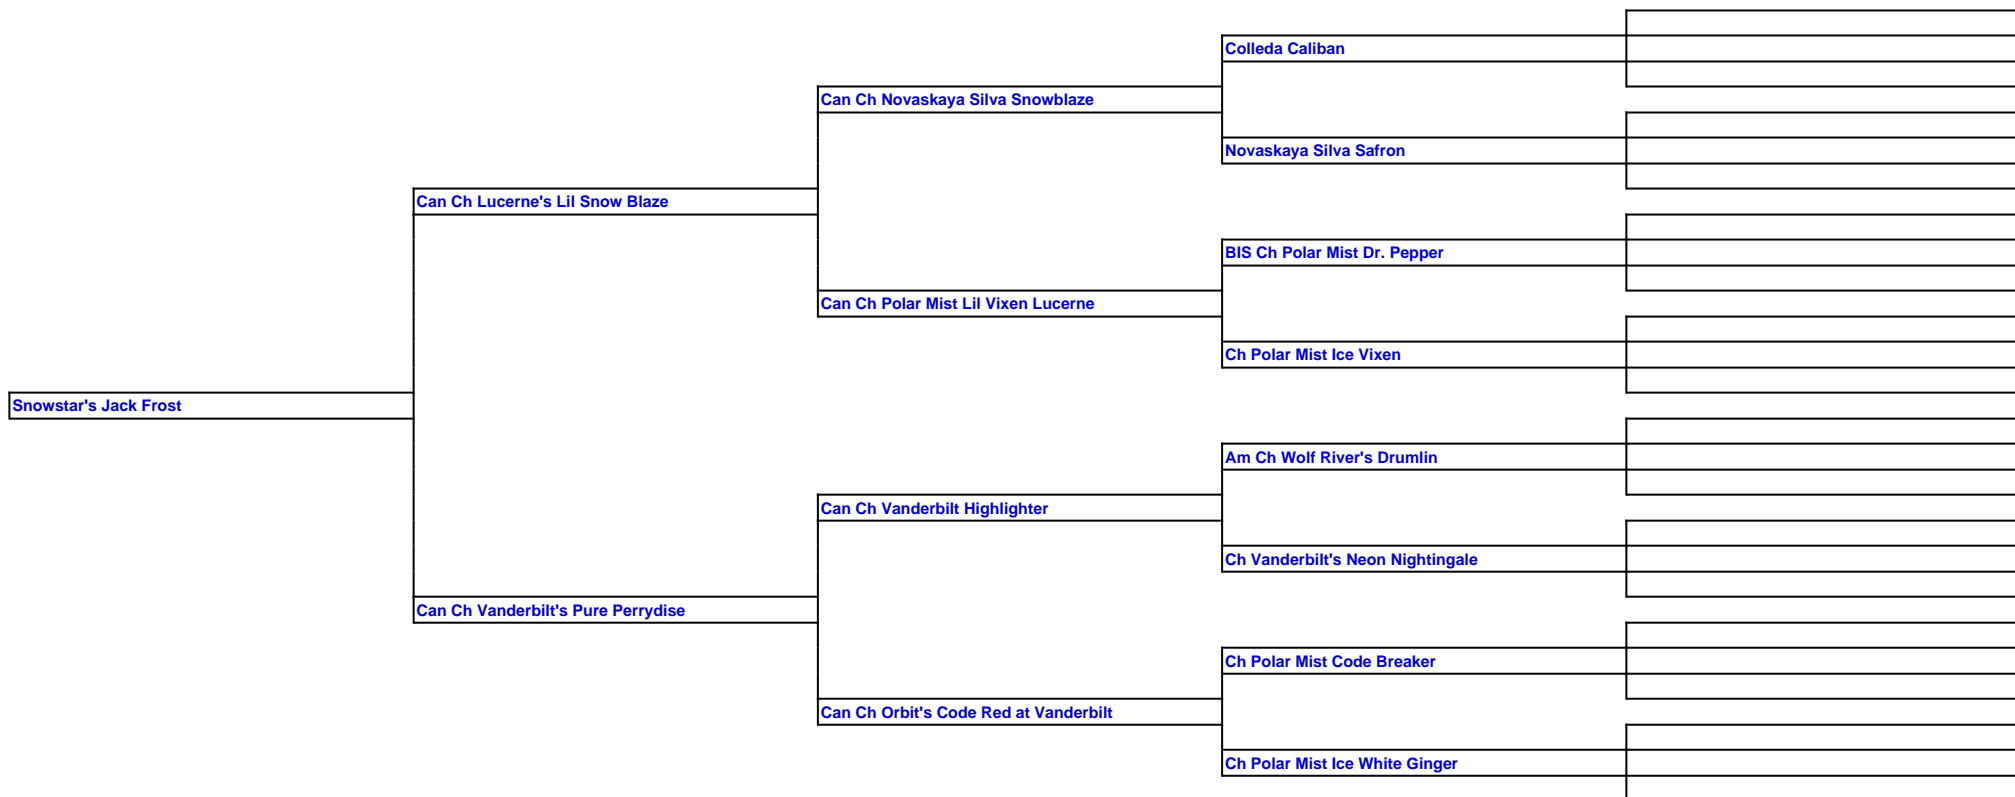 Colleda Caliban
Can Ch Novaskaya Silva Snowblaze
Novaskaya Silva Safron
Can Ch Lucerne's Lil Snow Blaze
BIS Ch Polar Mist Dr. Pepper
Can Ch Polar Mist Lil Vixen Lucerne
Ch Polar Mist Ice Vixen
Snowstar's Jack Frost
Am Ch Wolf River's Drumlin
Can Ch Vanderbilt Highlighter
Ch Vanderbilt's Neon Nightingale
Can Ch Vanderbilt's Pure Perrydise
Ch Polar Mist Code Breaker
Can Ch Orbit's Code Red at Vanderbilt
Ch Polar Mist Ice White Ginger